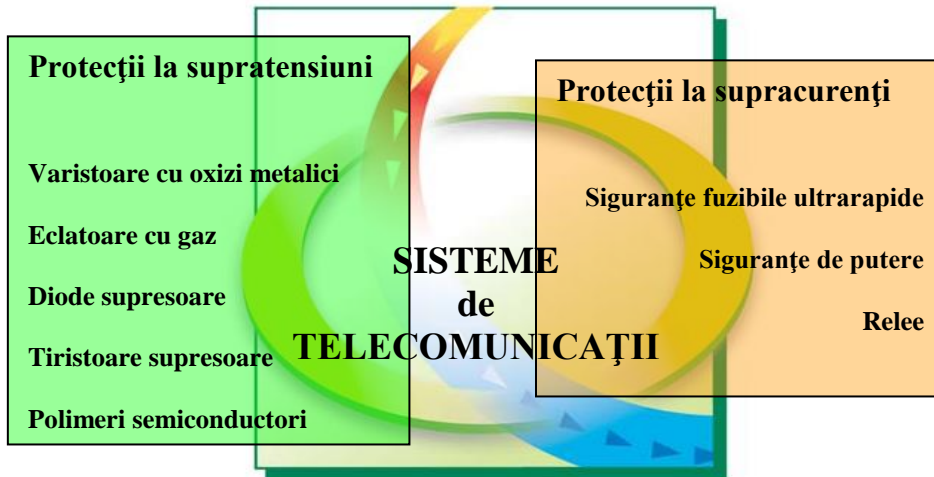 Protecţii la supratensiuni
Varistoare cu oxizi metalici
Eclatoare cu gaz
Diode supresoare
Tiristoare supresoare
Polimeri semiconductori
SISTEME
de
TELECOMUNICAŢII
Protecţii la supracurenţi
Siguranţe fuzibile ultrarapide
Siguranţe de putere
Relee